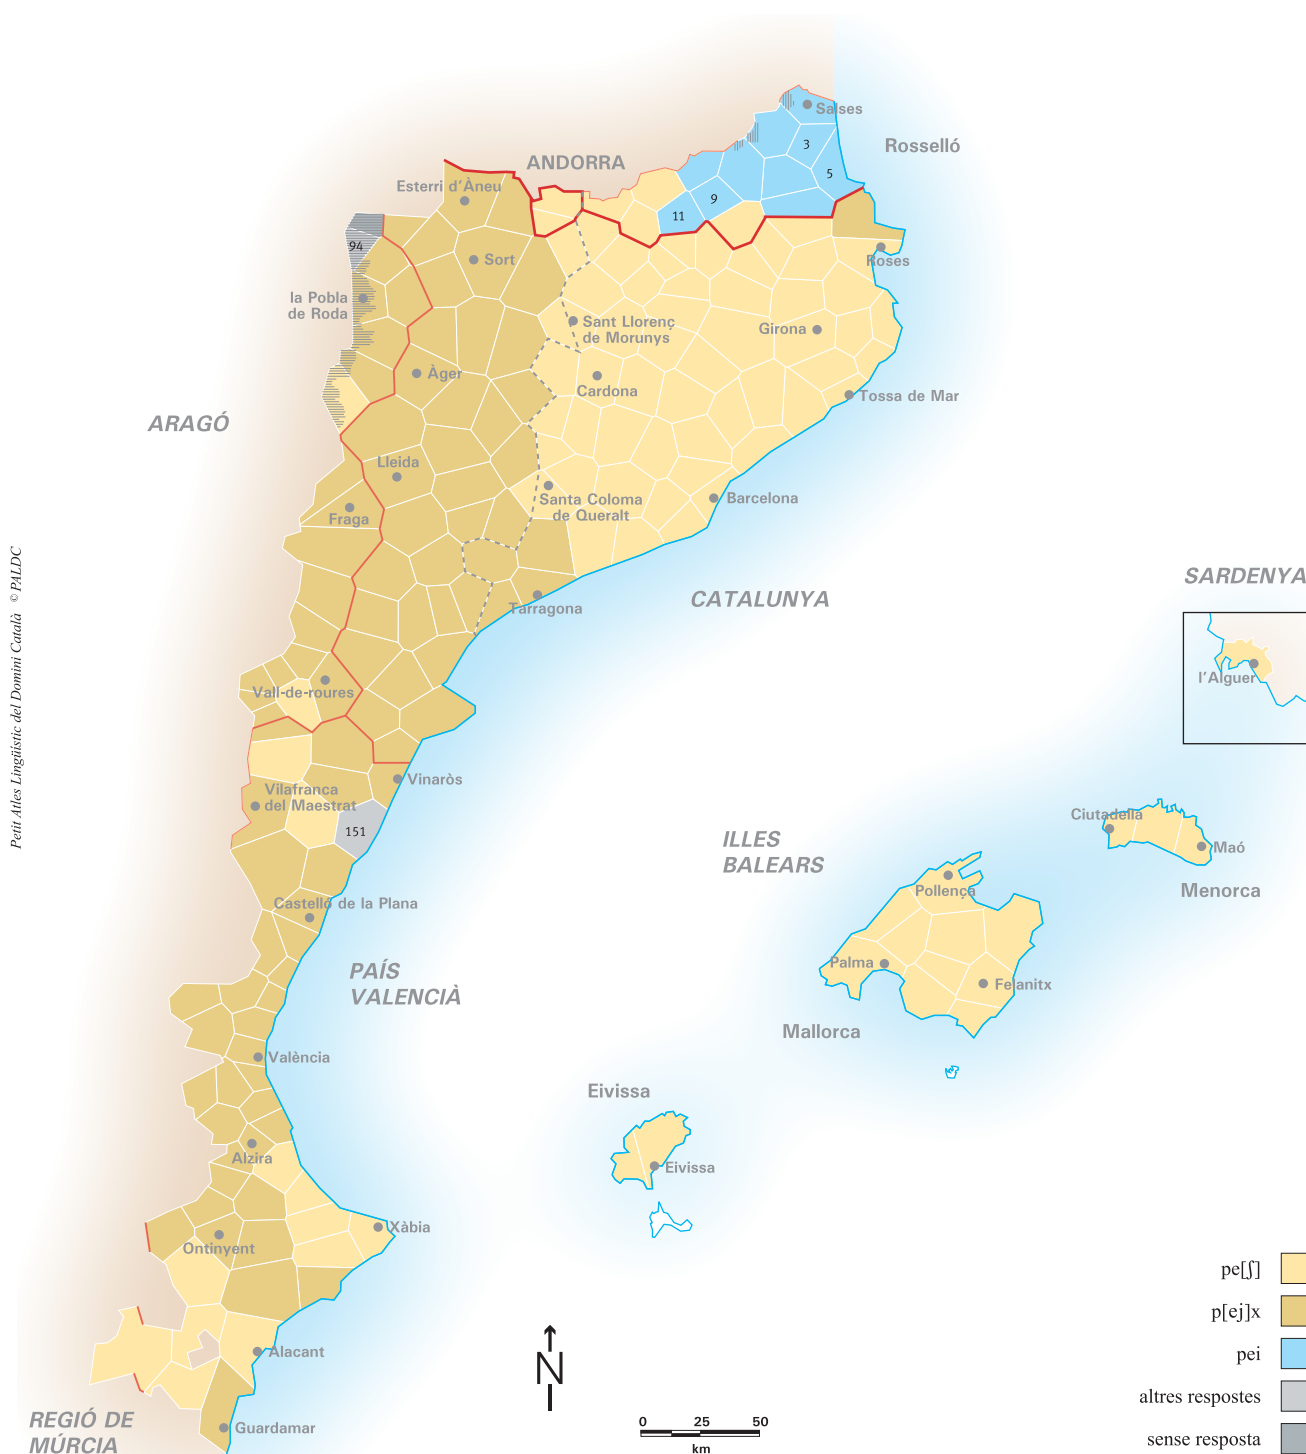 Salses
3
Rosselló
ANDORRA
5
Esterri d'Àneu
9
11
94
Sort
Roses
la Pobla
de Roda
Sant Llorenç
de Morunys
Girona
Àger
Cardona
Tossa de Mar
ARAGÓ
Lleida
Santa Coloma
de Queralt
Barcelona
Fraga
Petit Atles Lingüístic del Domini Català © PALDC
SARDENYA
CATALUNYA
Tarragona
l'Alguer
Vall-de-roures
Vinaròs
Vilafranca
del Maestrat
151
Ciutadella
ILLES
BALEARS
Maó
Pollença
Menorca
Castelló de la Plana
Palma
PAÍS
VALENCIÀ
Felanitx
Mallorca
València
Eivissa
Alzira
Eivissa
Xàbia
Ontinyent
pe[ʃ]
p[ej]x
Alacant
N
pei
altres respostes
REGIÓ DE
MÚRCIA
Guardamar
0 25 50
km
sense resposta